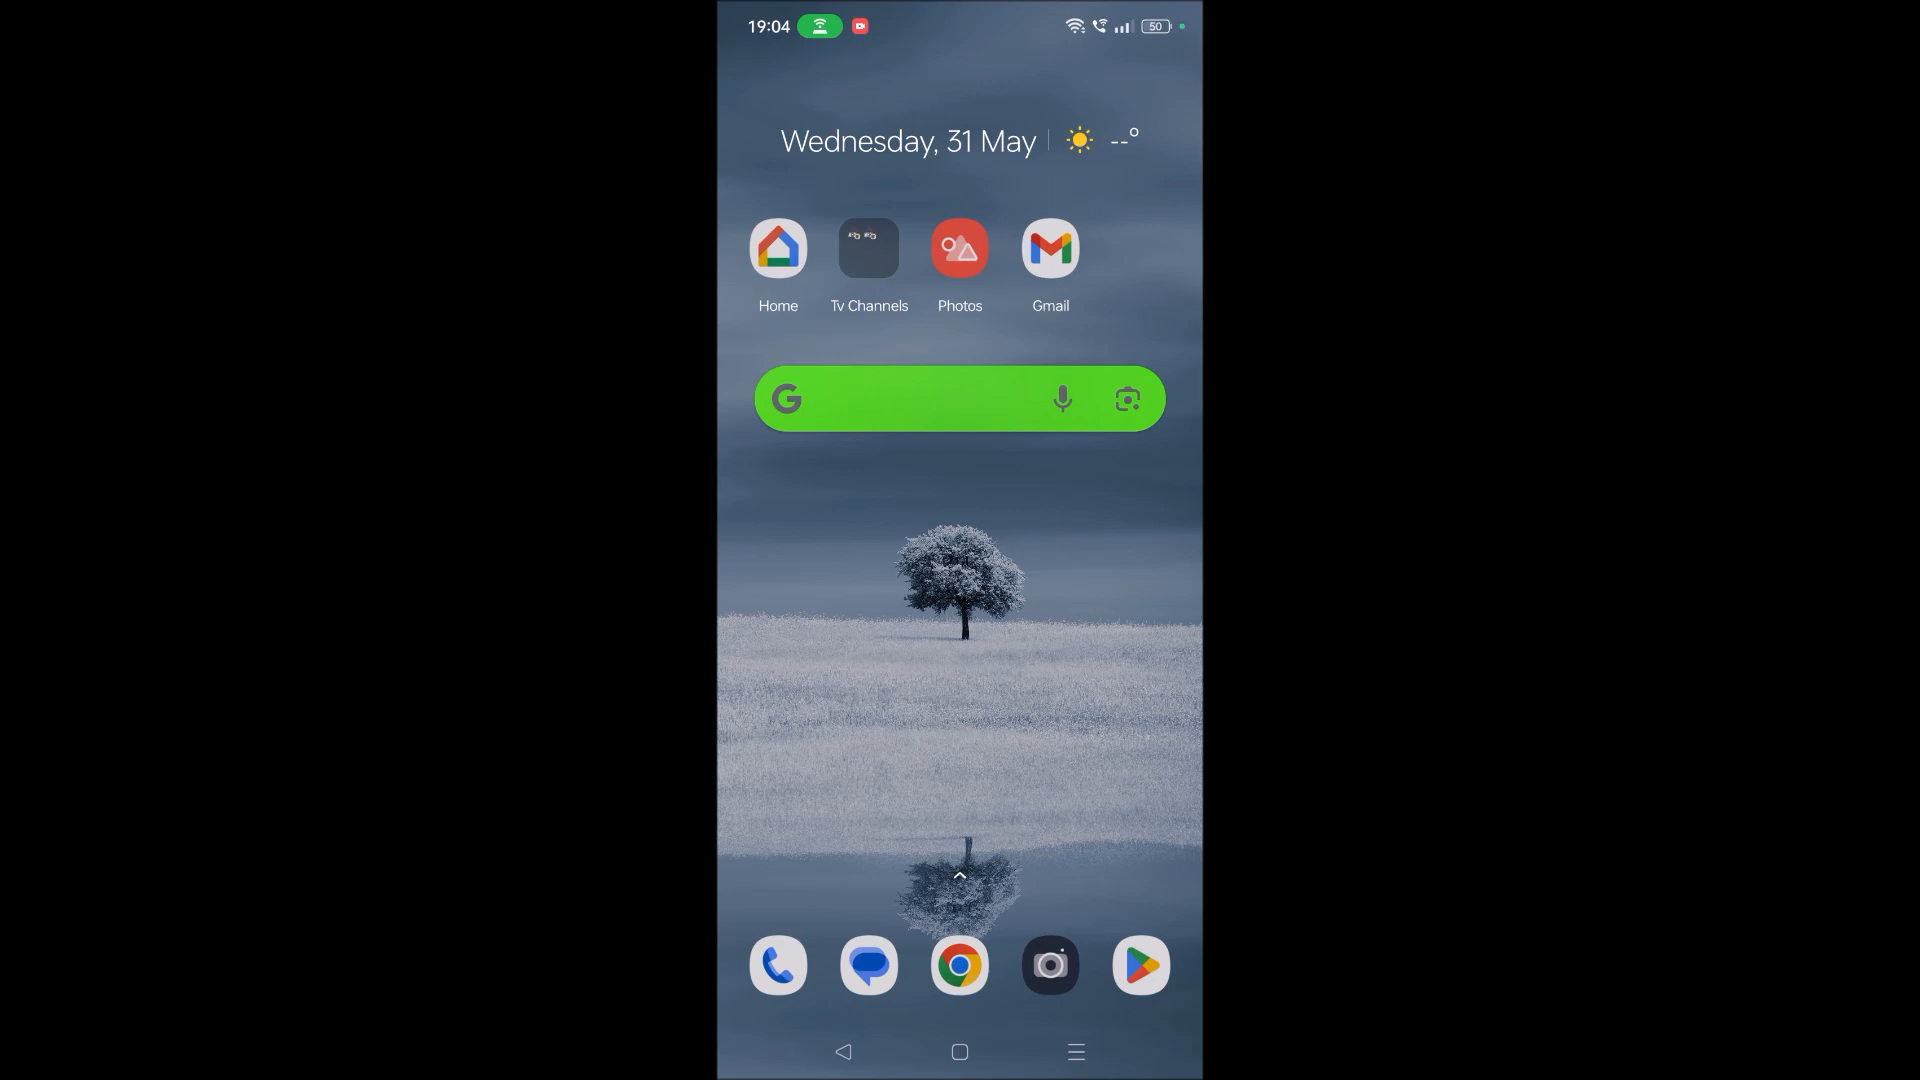 19:04
50
Wednesday, 31 May
--°
Home
Tv Channels
Photos
Gmail